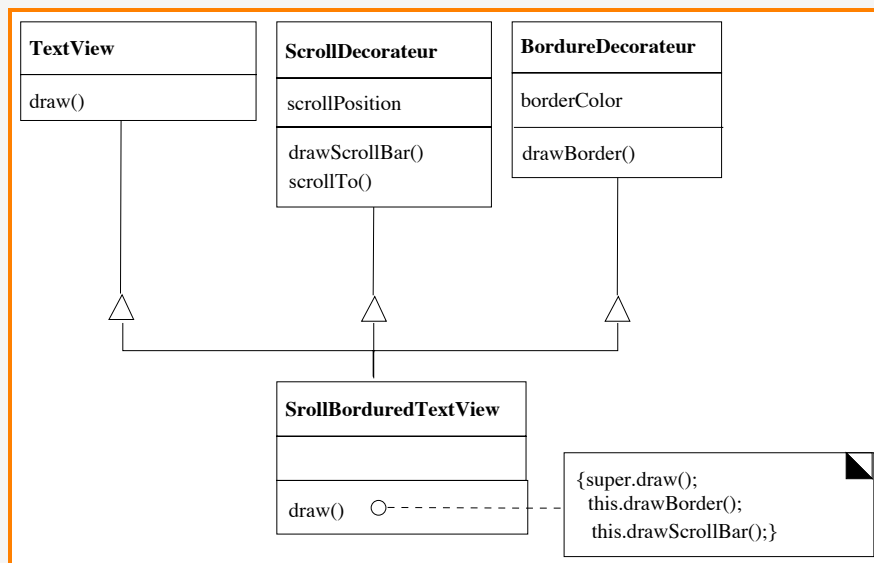 TextView
draw()
ScrollDecorateur
scrollPosition
drawScrollBar()
scrollTo()
BordureDecorateur
borderColor
drawBorder()
SrollBorduredTextView
draw()
{super.draw();
this.drawBorder();
this.drawScrollBar();}